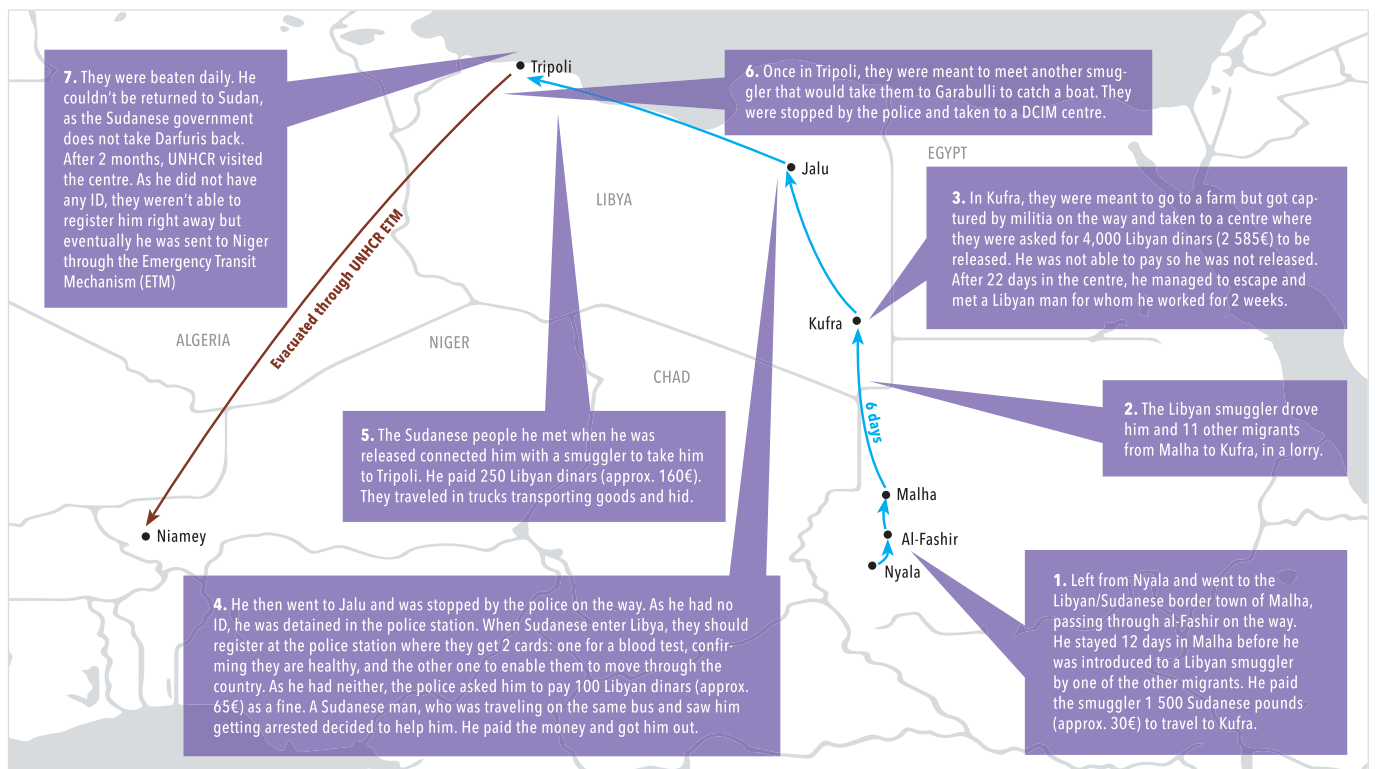 7. They were beaten daily. He
couldn't be returned to Sudan,
as the Sudanese government
does not take Darfuris back.
After 2 months, UNHCR visited
the centre. As he did not have
any ID, they weren't able to
register him right away but
eventually he was sent to Niger
through the Emergency Transit
Mechanism (ETM)
Tripoli
6. Once in Tripoli, they were meant to meet another smug-
gler that would take them to Garabulli to catch a boat. They
were stopped by the police and taken to a DCIM centre.
Jalu
EGYPT
LIBYA
3. In Kufra, they were meant to go to a farm but got cap-
tured by militia on the way and taken to a centre where
they were asked for 4,000 Libyan dinars (2 585€) to be
released. He was not able to pay so he was not released.
After 22 days in the centre, he managed to escape and
met a Libyan man for whom he worked for 2 weeks.
Evacuated through UNHCR ETM
Kufra
ALGERIA
NIGER
CHAD
6 days
2. The Libyan smuggler drove
him and 11 other migrants
from Malha to Kufra, in a lorry.
5. The Sudanese people he met when he was
released connected him with a smuggler to take him
to Tripoli. He paid 250 Libyan dinars (approx. 160€).
They traveled in trucks transporting goods and hid.
Malha
Niamey
Al-Fashir
Nyala
1. Left from Nyala and went to the
Libyan/Sudanese border town of Malha,
passing through al-Fashir on the way.
He stayed 12 days in Malha before he
was introduced to a Libyan smuggler
by one of the other migrants. He paid
the smuggler 1 500 Sudanese pounds
(approx. 30€) to travel to Kufra.
4. He then went to Jalu and was stopped by the police on the way. As he had no
ID, he was detained in the police station. When Sudanese enter Libya, they should
register at the police station where they get 2 cards: one for a blood test, confir-
ming they are healthy, and the other one to enable them to move through the
country. As he had neither, the police asked him to pay 100 Libyan dinars (approx.
65€) as a fine. A Sudanese man, who was traveling on the same bus and saw him
getting arrested decided to help him. He paid the money and got him out.